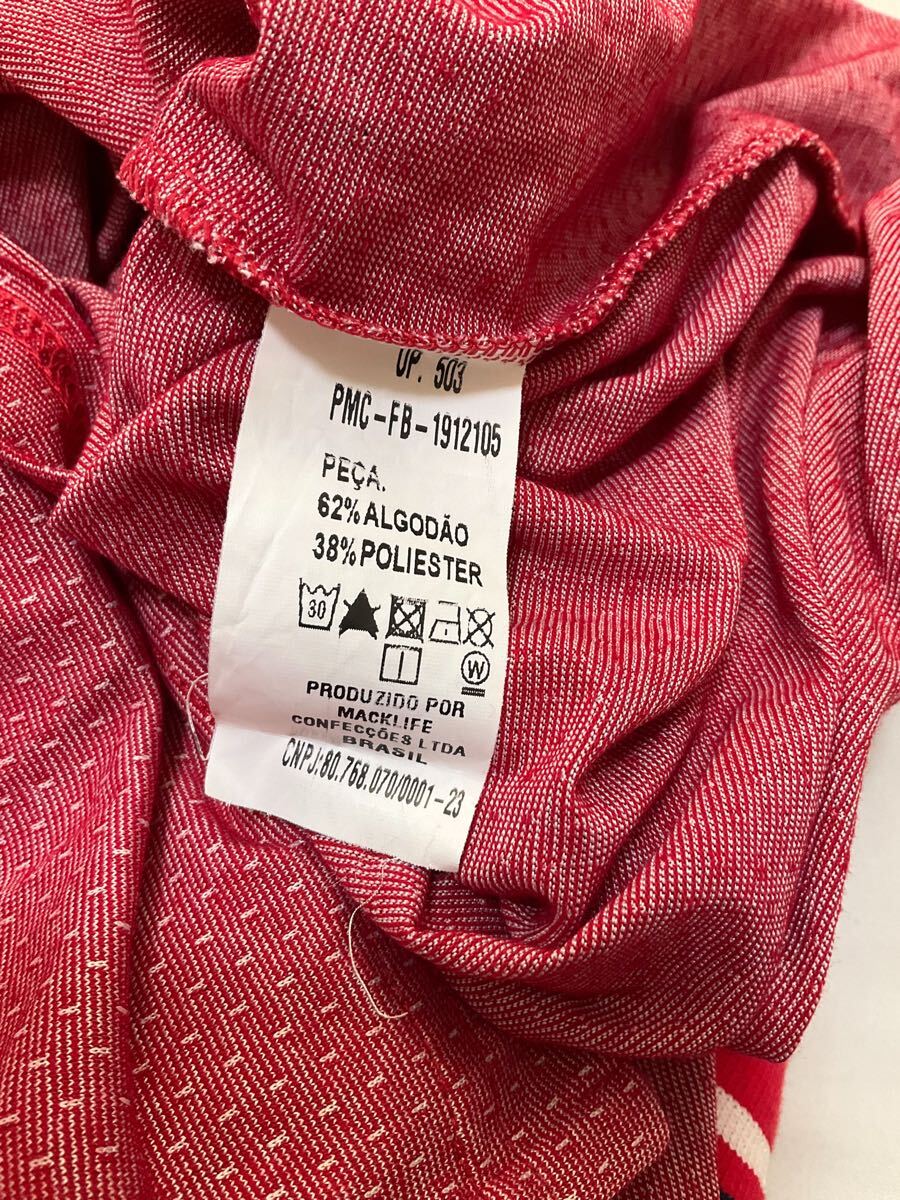 OP. 503
PMC-FB-1912105
PEÇA.
62% ALGODÃO
38% POLIESTER
30
W
PRODUZIDO POR
MACKLIFE
CONFECÇÕES LTDA
BRASIL
CNPJ:80.768.070/0001-23